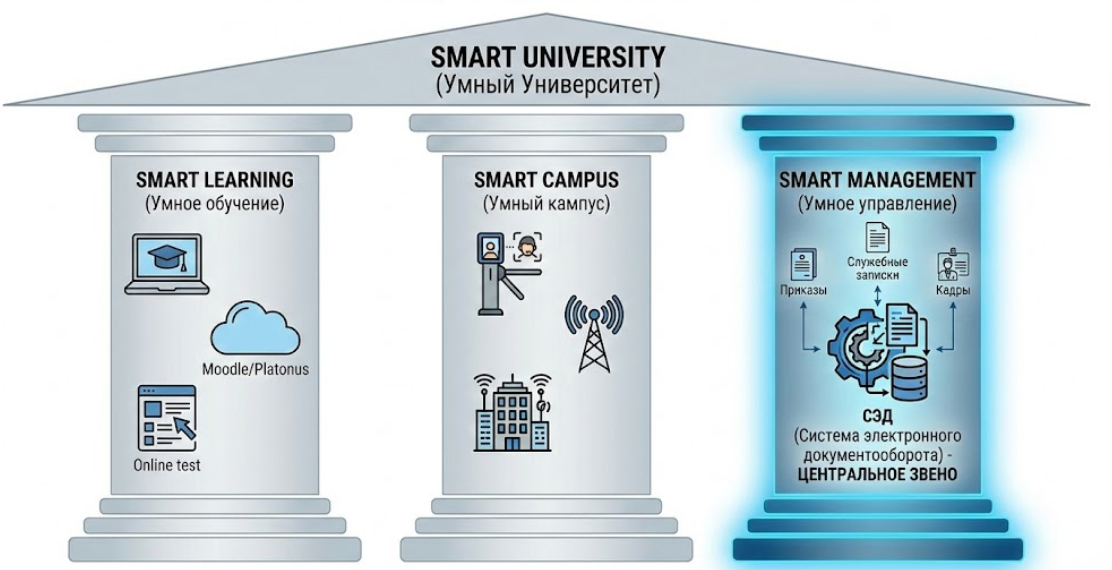 SMART UNIVERSITY
(Умный Университет)
SMART LEARNING
(Умное обучение)
Moodle/Platonus
Online test
SMART CAMPUS
(Умный кампус)
SMART MANAGEMENT
(Умное управление)
Служебные
записки
Приказы
Кадры
СЭД
(Система электронного
документооборота) -
ЦЕНТРАЛЬНОЕ ЗВЕНО